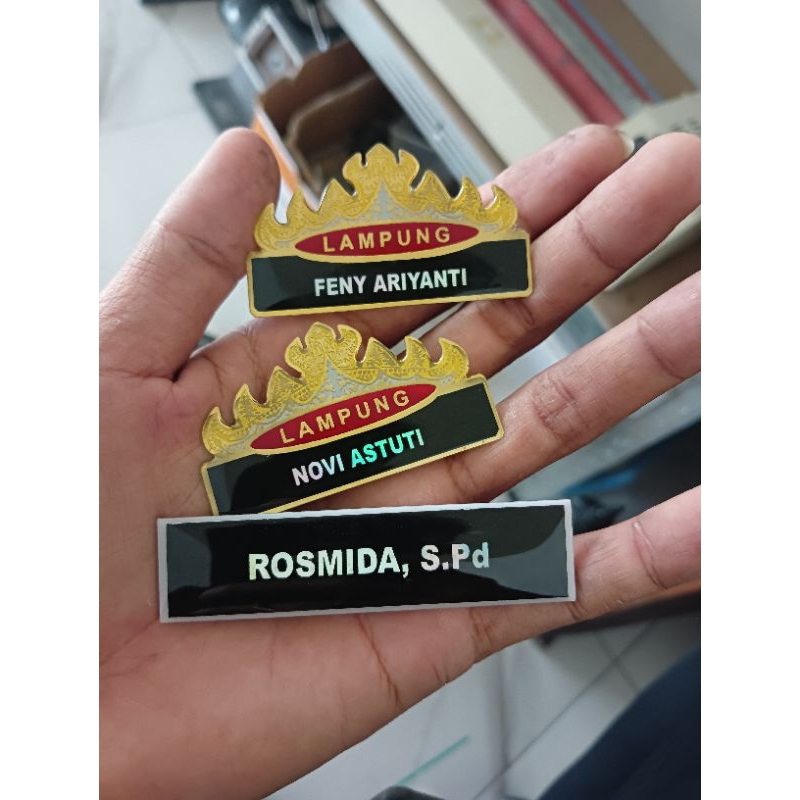 LAMPUNG
FENY ARIYANTI
LAMPUNG
NOVI ASTUTI
ROSMIDA, S.Pd